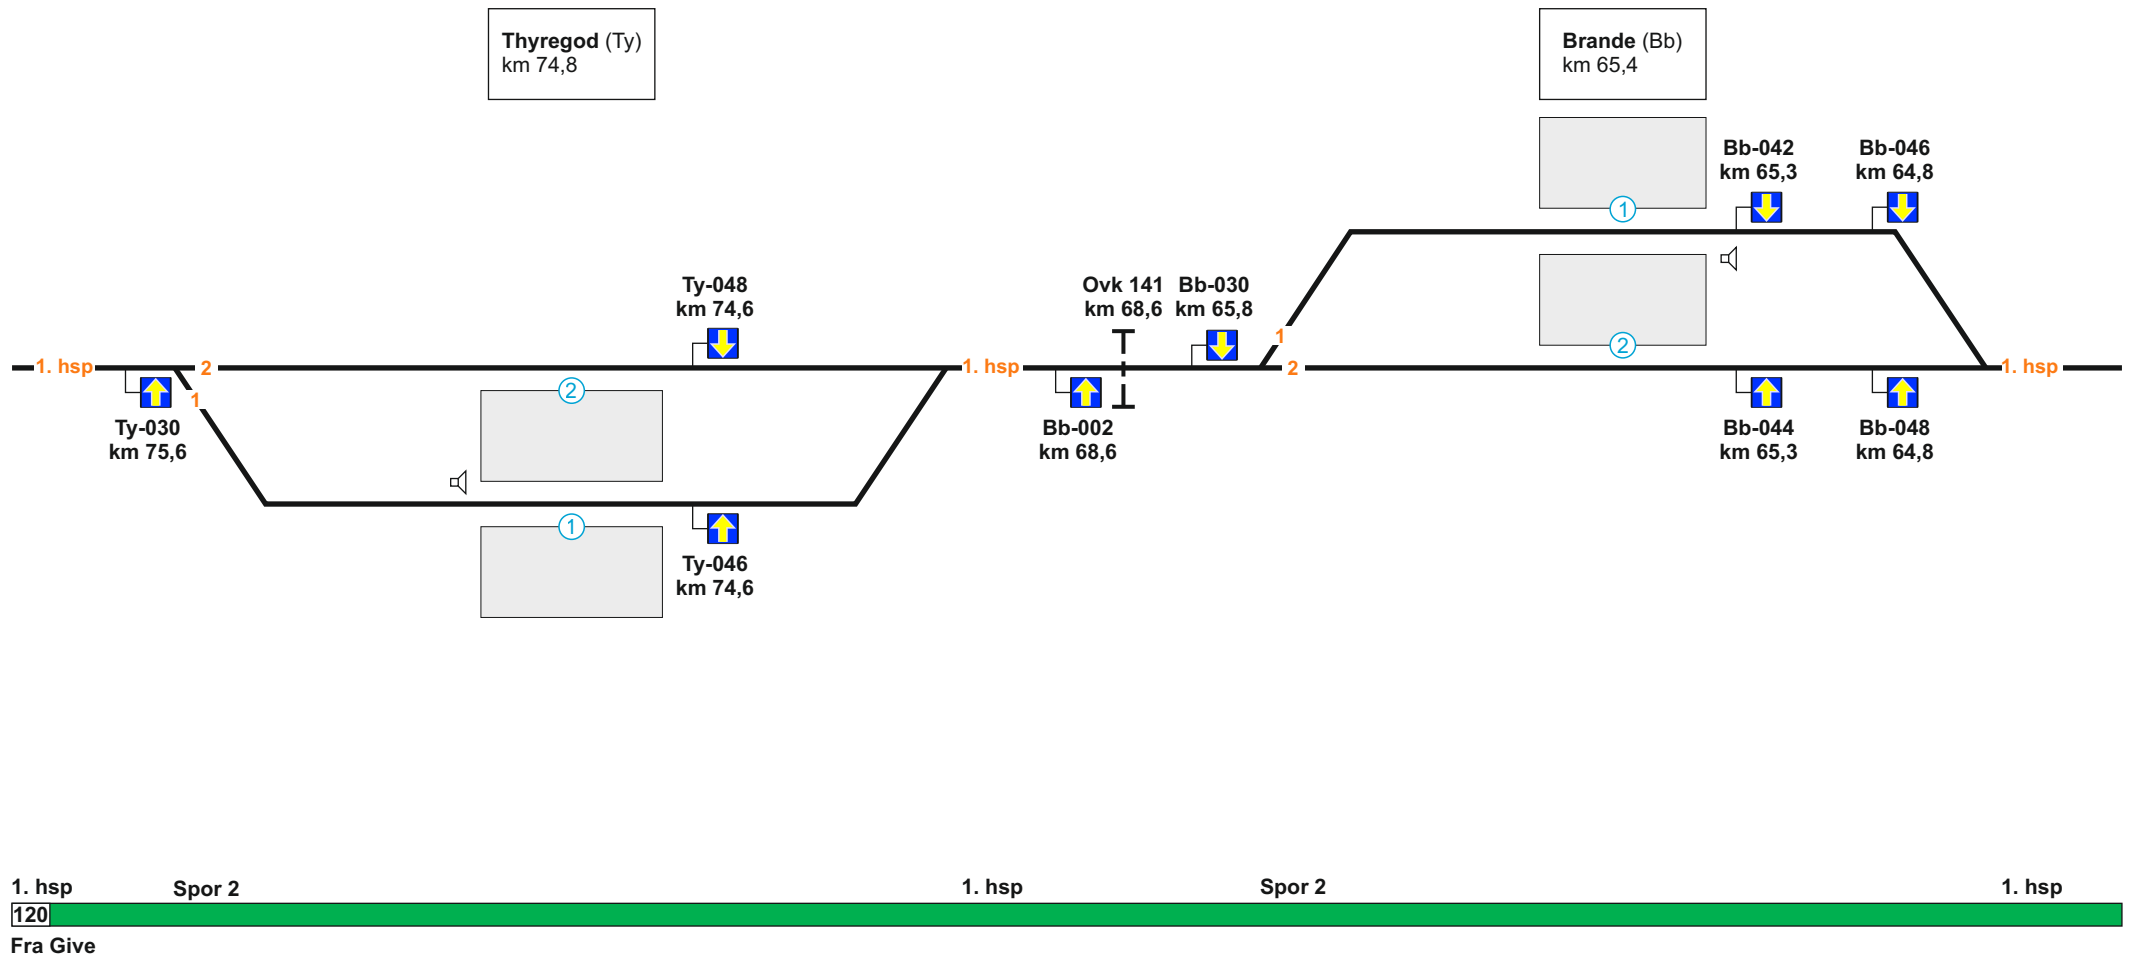 Thyregod (Ty)
km 74,8
Brande (Bb)
km 65,4
Bb-042
km 65,3
Bb-046
km 64,8
1
Ty-048
km 74,6
Ovk 141
km 68,6
Bb-030
km 65,8
1
2
1. hsp
2
1. hsp
2
1. hsp
1
2
Ty-030
km 75,6
Bb-002
km 68,6
Bb-044
km 65,3
Bb-048
km 64,8
1
Ty-046
km 74,6
1. hsp
Spor 2
1. hsp
Spor 2
1. hsp
120
Fra Give